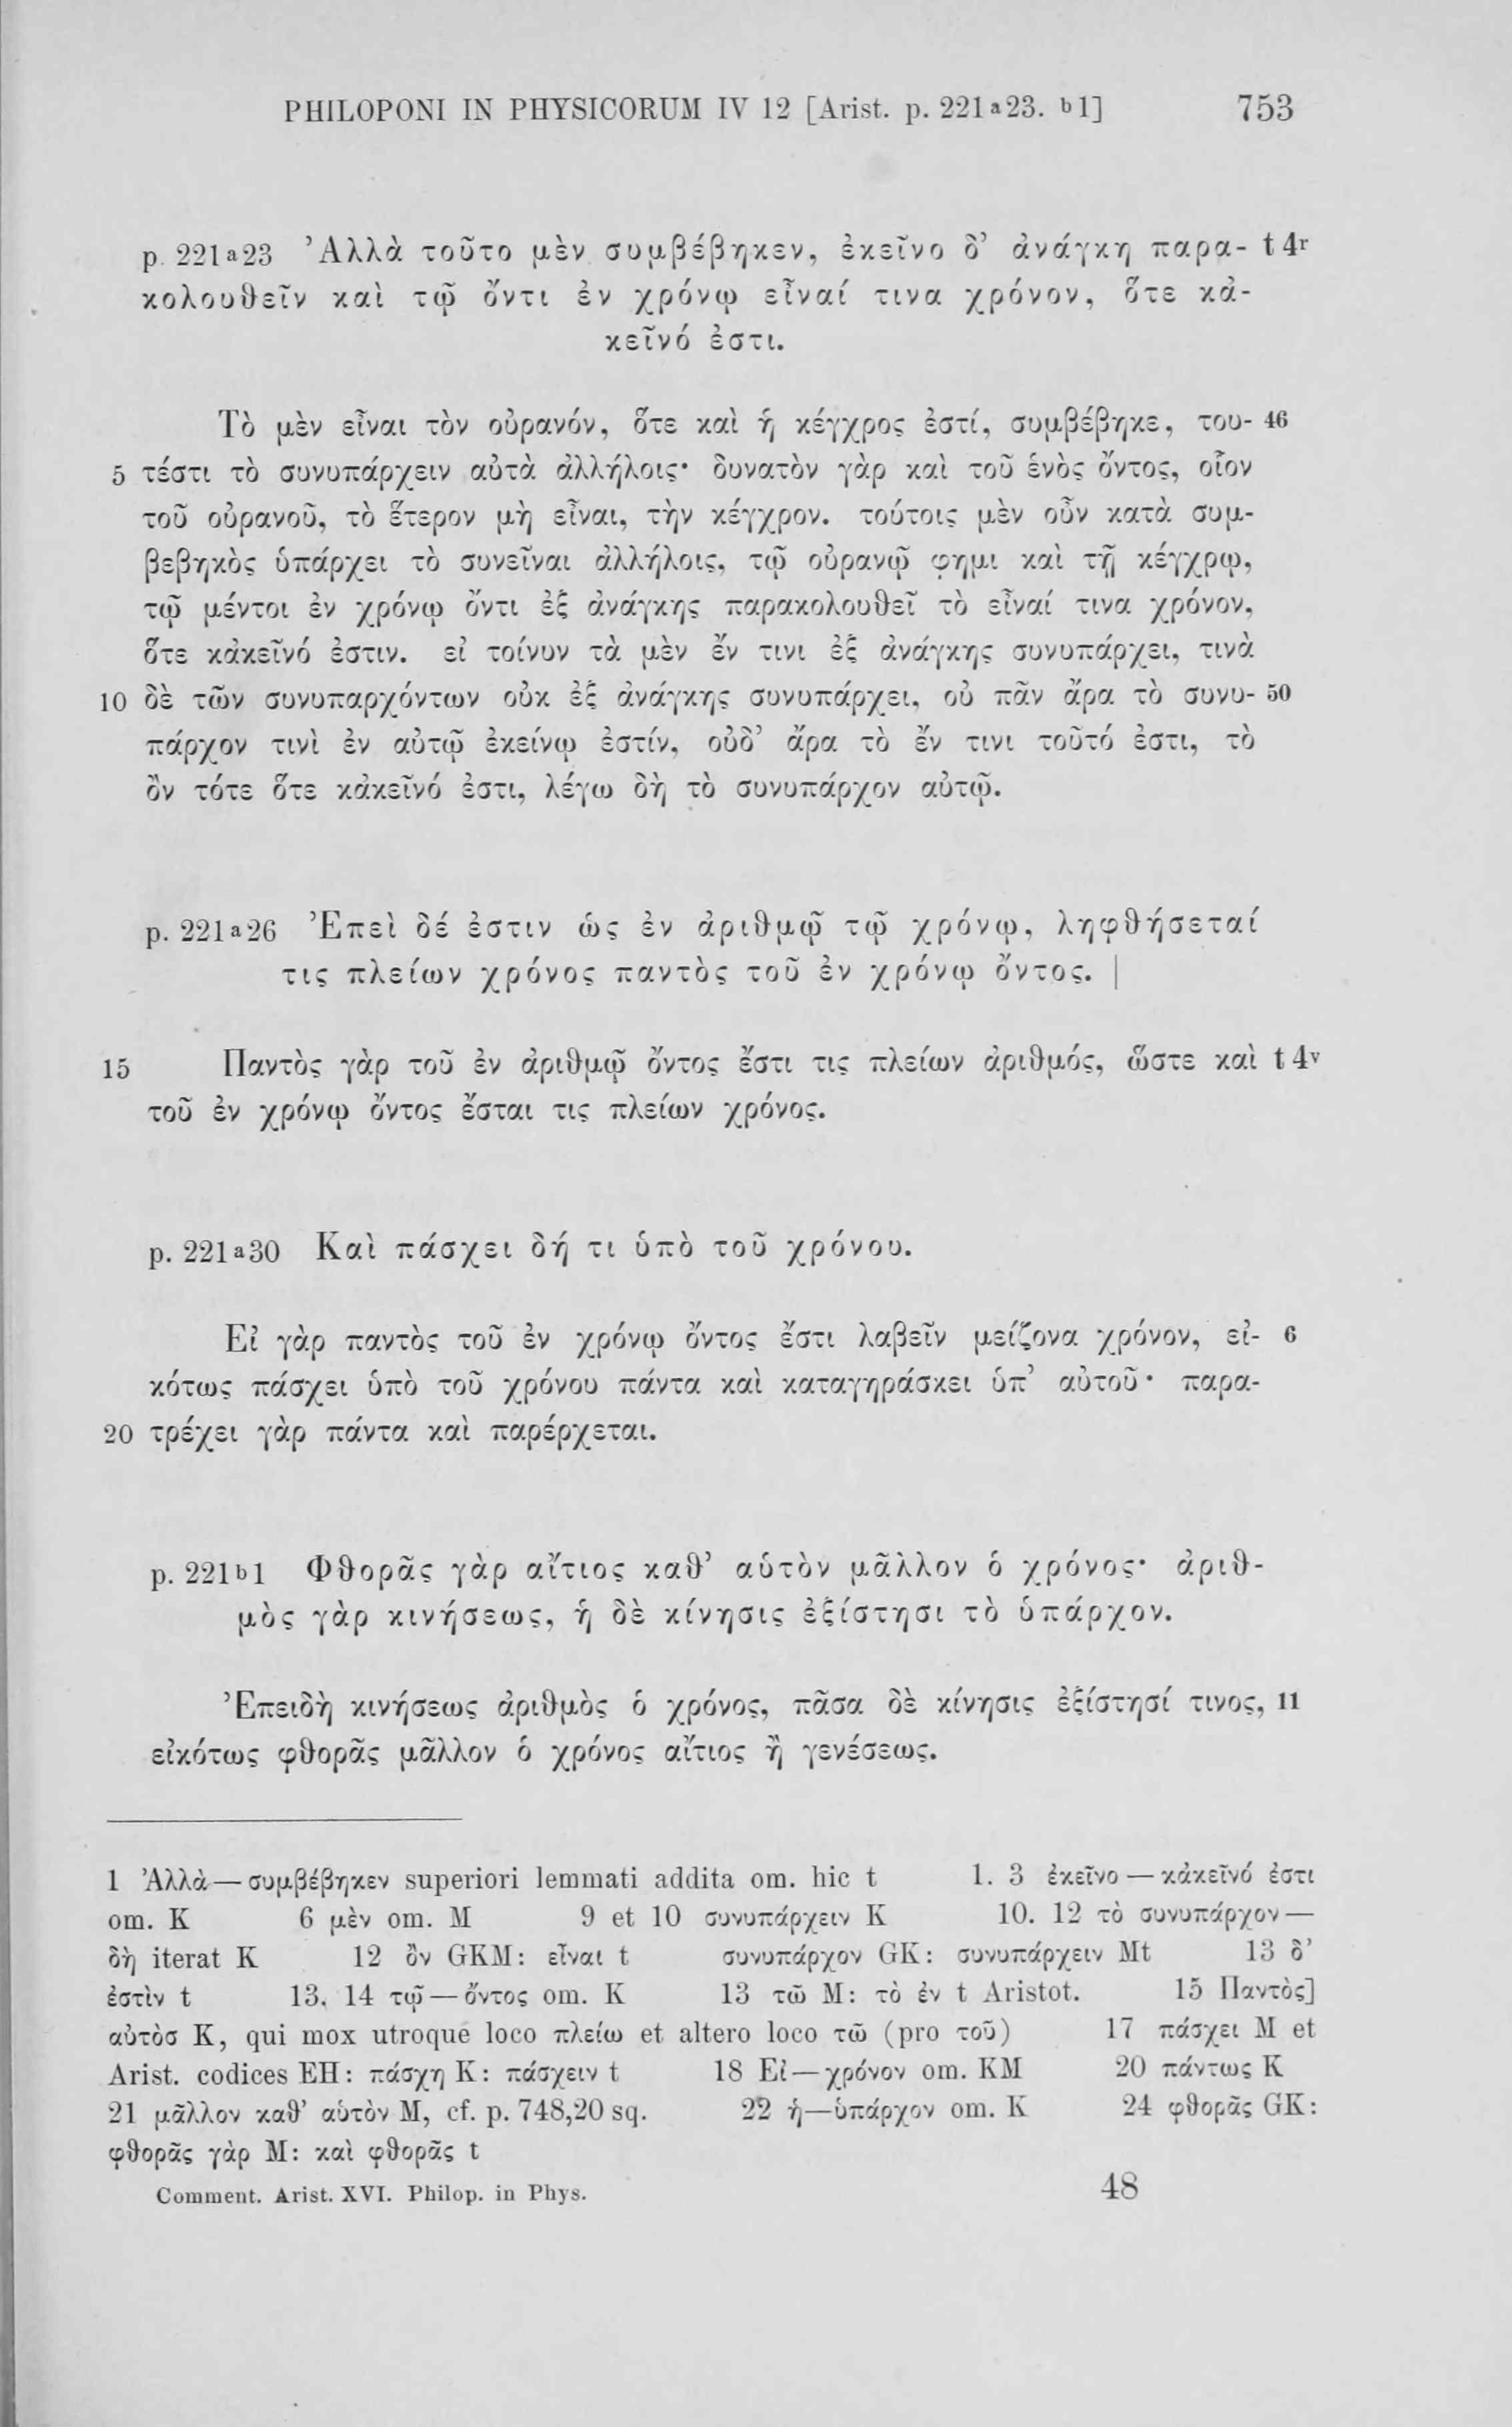 PHILOPONI IN PHYSICORUM IV 12 [Arist. p. 221a23. b1] 753
p. 221a23 Ἀλλὰ τοῦτο μὲν συμβέβηκεν, ἐκεῖνο δ’ ἀνάγκη παρα- t 4r
κολουθεῖν καὶ τῷ ὄντι ἐν χρόνῳ εἶναί τινα χρόνον, ὅτε κἀ-
κεῖνό ἐστι.
Τὸ μὲν εἶναι τὸν οὐρανόν, ὅτε καὶ ἡ κέγχρος ἐστί, συμβέβηκε, του- 46
5 τέστι τὸ συνυπάρχειν αὐτὰ ἀλλήλοις· δυνατὸν γὰρ καὶ τοῦ ἑνὸς ὄντος, οἷον
τοῦ οὐρανοῦ, τὸ ἕτερον μὴ εἶναι, τὴν κέγχρον. τούτοις μὲν οὖν κατὰ συμ-
βεβηκὸς ὑπάρχει τὸ συνεῖναι ἀλλήλοις, τῷ οὐρανῷ φημι καὶ τῇ κέγχρῳ,
τῷ μέντοι ἐν χρόνῳ ὄντι ἐξ ἀνάγκης παρακολουθεῖ τὸ εἶναί τινα χρόνον,
ὅτε κἀκεῖνό ἐστιν. εἰ τοίνυν τὰ μὲν ἔν τινι ἐξ ἀνάγκης συνυπάρχει, τινὰ
10 δὲ τῶν συνυπαρχόντων οὐκ ἐξ ἀνάγκης συνυπάρχει, οὐ πᾶν ἄρα τὸ συνυ- 50
πάρχον τινὶ ἐν αὐτῷ ἐκείνῳ ἐστίν, οὐδ’ ἄρα τὸ ἔν τινι τοῦτό ἐστι, τὸ
ὂν τότε ὅτε κἀκεῖνό ἐστι, λέγω δὴ τὸ συνυπάρχον αὐτῷ.
p. 221a26 Ἐπεὶ δέ ἐστιν ὡς ἐν ἀριθμῷ τῷ χρόνῳ, ληφθήσεταί
τις πλείων χρόνος παντὸς τοῦ ἐν χρόνῳ ὄντος. |
15 Παντὸς γὰρ τοῦ ἐν ἀριθμῷ ὄντος ἔστι τις πλείων ἀριθμός, ὥστε καὶ t 4v
τοῦ ἐν χρόνῳ ὄντος ἔσται τις πλείων χρόνος.
p. 221a30 Καὶ πάσχει δή τι ὑπὸ τοῦ χρόνου.
Εἰ γὰρ παντὸς τοῦ ἐν χρόνῳ ὄντος ἔστι λαβεῖν μείζονα χρόνον, εἰ- 6
κότως πάσχει ὑπὸ τοῦ χρόνου πάντα καὶ καταγηράσκει ὑπ’ αὐτοῦ· παρα-
20 τρέχει γὰρ πάντα καὶ παρέρχεται.
p. 221b1 Φθορᾶς γὰρ αἴτιος καθ’ αὑτὸν μᾶλλον ὁ χρόνος· ἀριθ-
μὸς γὰρ κινήσεως, ἡ δὲ κίνησις ἐξίστησι τὸ ὑπάρχον.
Ἐπειδὴ κινήσεως ἀριθμὸς ὁ χρόνος, πᾶσα δὲ κίνησις ἐξίστησί τινος, 11
εἰκότως φθορᾶς μᾶλλον ὁ χρόνος αἴτιος ἢ γενέσεως.
1 Ἀλλὰ — συμβέβηκεν superiori lemmati addita om. hic t 1. 3 ἐκεῖνο — κἀκεῖνό ἐστι
om. K 6 μὲν om. M 9 et 10 συνυπάρχειν K 10. 12 τὸ συνυπάρχον —
δὴ iterat K 12 ὂν GKM: εἶναι t συνυπάρχον GK: συνυπάρχειν Mt 13 δ’
ἐστὶν t 13. 14 τῷ — ὄντος om. K 13 τῶ M: τὸ ἐν t Aristot. 15 Παντὸς]
αὐτὸσ K, qui mox utroque loco πλείω et altero loco τῶ (pro τοῦ) 17 πάσχει M et
Arist. codices EH: πάσχη K: πάσχειν t 18 Εἰ — χρόνον om. KM 20 πάντως K
21 μᾶλλον καθ’ αὑτὸν M, cf. p. 748,20 sq. 22 ἡ — ὑπάρχον om. K 24 φθορᾶς GK:
φθορᾶς γὰρ M: καὶ φθορᾶς t
Comment. Arist. XVI. Philop. in Phys. 48